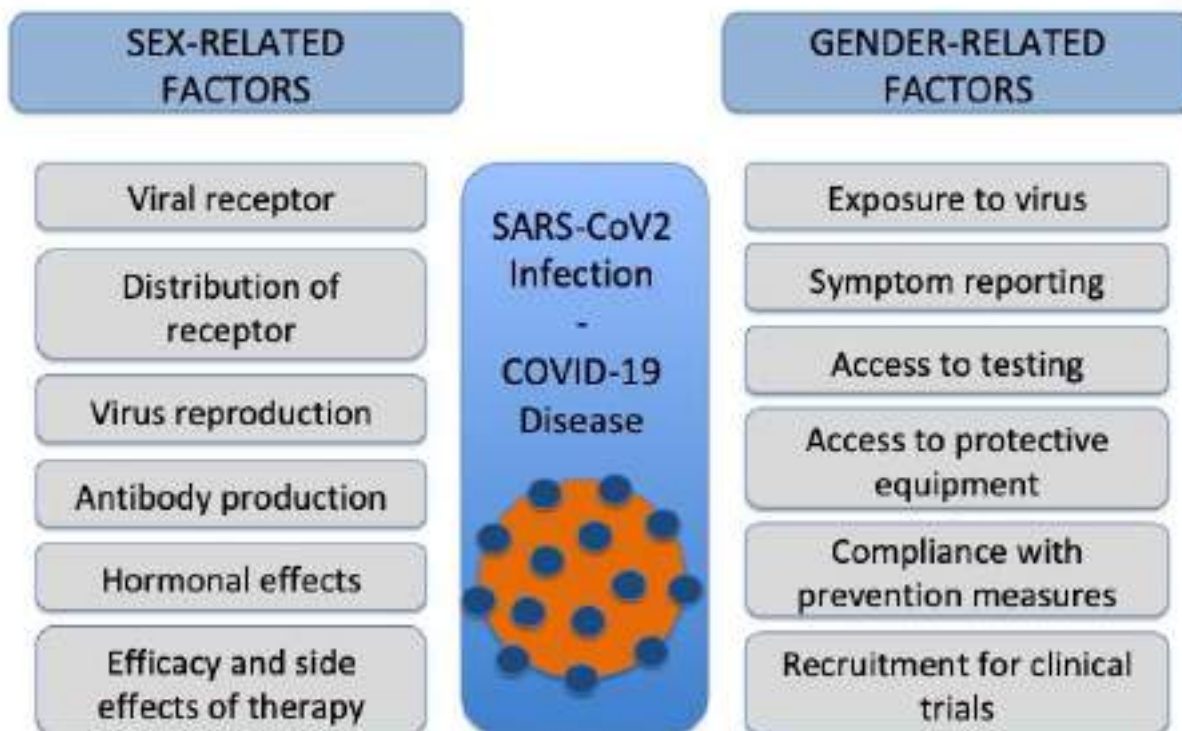 SEX-RELATED
FACTORS
Viral receptor
Distribution of
receptor
Virus reproduction
Antibody production
Hormonal effects
Efficacy and side
effects of therapy
SARS-CoV2
Infection
-
COVID-19
Disease
GENDER-RELATED
FACTORS
Exposure to virus
Symptom reporting
Access to testing
Access to protective
equipment
Compliance with
prevention measures
Recruitment for clinical
trials